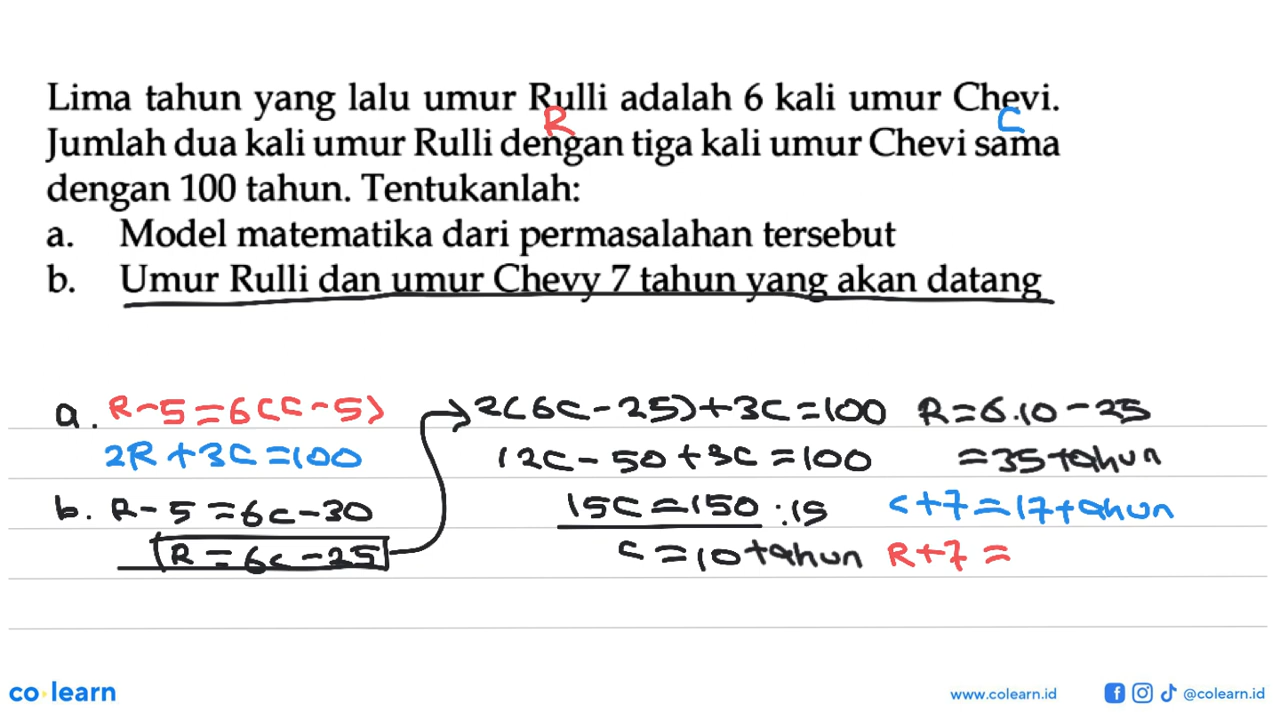 Lima tahun yang lalu umur Rulli adalah 6 kali umur Chevi.
R
C
Jumlah dua kali umur Rulli dengan tiga kali umur Chevi sama
dengan 100 tahun. Tentukanlah:
a. Model matematika dari permasalahan tersebut
b. Umur Rulli dan umur Chevy 7 tahun yang akan datang
a. R-5=6(C-5)
2R+3C=100
b. R-5=6C-30
R=6C-25
2(6C-25)+3C=100
12C-50+3C=100
15C=150 :15
C=10 tahun
R=6.10-25
=35 tahun
C+7=17 tahun
R+7=
co·learn
www.colearn.id
@colearn.id